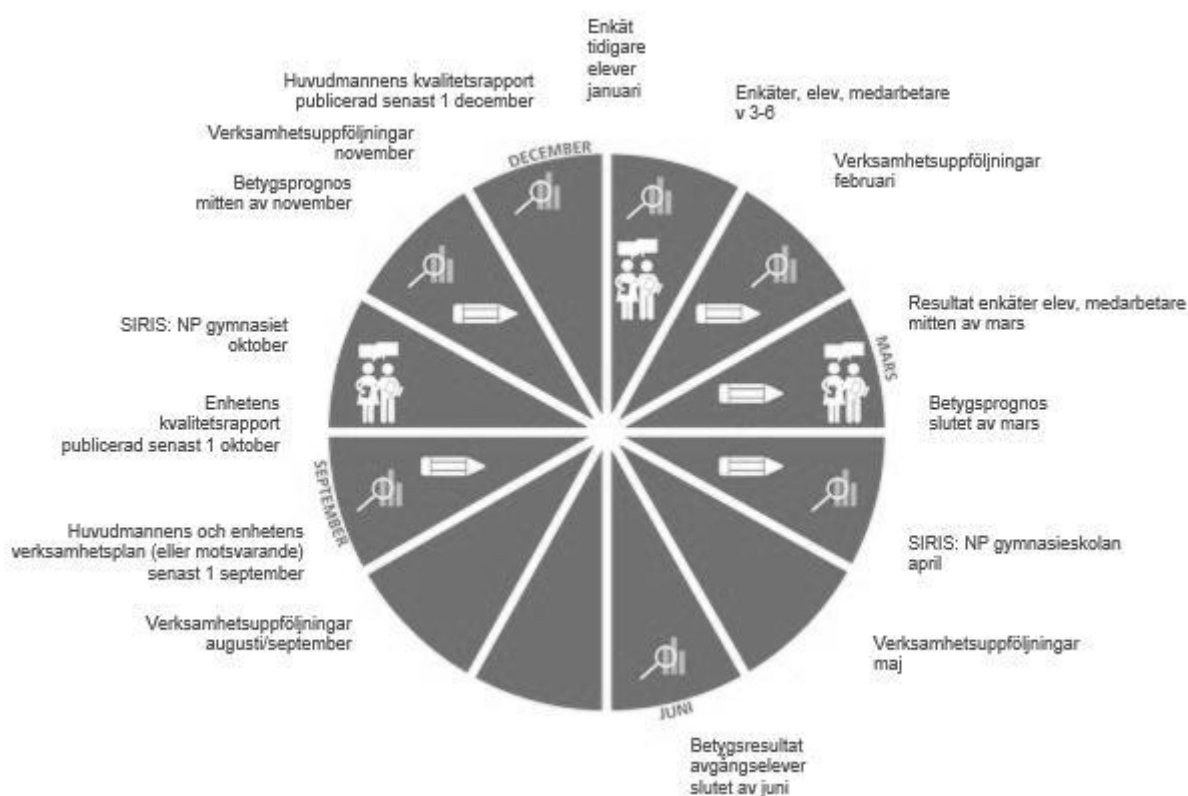 Enkät
tidigare
elever
januari
Enkäter, elev, medarbetare
v 3-6
Verksamhetsuppföljningar
februari
Resultat enkäter elev, medarbetare
mitten av mars
MARS
Betygsprognos
slutet av mars
SIRIS: NP gymnasieskolan
april
Verksamhetsuppföljningar
maj
JUNI
Betygsresultat
avgångselever
slutet av juni
Verksamhetsuppföljningar
augusti/september
Huvudmannens och enhetens
verksamhetsplan (eller motsvarande)
senast 1 september
SEPTEMBER
Enhetens
kvalitetsrapport
publicerad senast 1 oktober
SIRIS: NP gymnasiet
oktober
Betygsprognos
mitten av november
Verksamhetsuppföljningar
november
Huvudmannens kvalitetsrapport
publicerad senast 1 december
DECEMBER